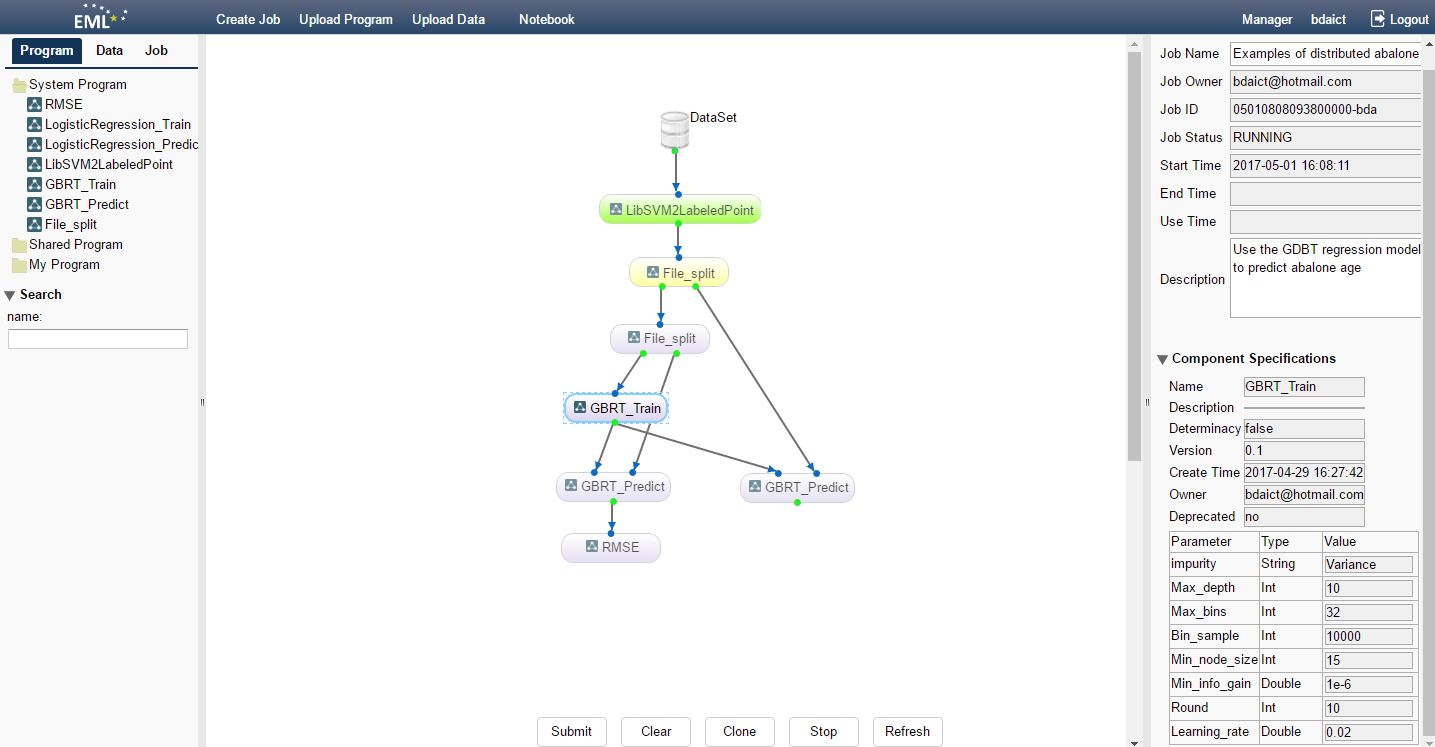 EML
Create Job Upload Program Upload Data Notebook Manager bdaict Logout
Program Data Job
System Program
RMSE
LogisticRegression_Train
LogisticRegression_Predic
LibSVM2LabeledPoint
GBRT_Train
GBRT_Predict
File_split
Shared Program
My Program
Search
name:
DataSet
LibSVM2LabeledPoint
File_split
File_split
GBRT_Train
GBRT_Predict GBRT_Predict
RMSE
Submit Clear Clone Stop Refresh
Job Name Examples of distributed abalone
Job Owner bdaict@hotmail.com
Job ID 05010808093800000-bda
Job Status RUNNING
Start Time 2017-05-01 16:08:11
End Time
Use Time
Description Use the GDBT regression model
to predict abalone age
Component Specifications
Name GBRT_Train
Description
Determinacy false
Version 0.1
Create Time 2017-04-29 16:27:42
Owner bdaict@hotmail.com
Deprecated no
Parameter Type Value
impurity String Variance
Max_depth Int 10
Max_bins Int 32
Bin_sample Int 10000
Min_node_size Int 15
Min_info_gain Double 1e-6
Round Int 10
Learning_rate Double 0.02